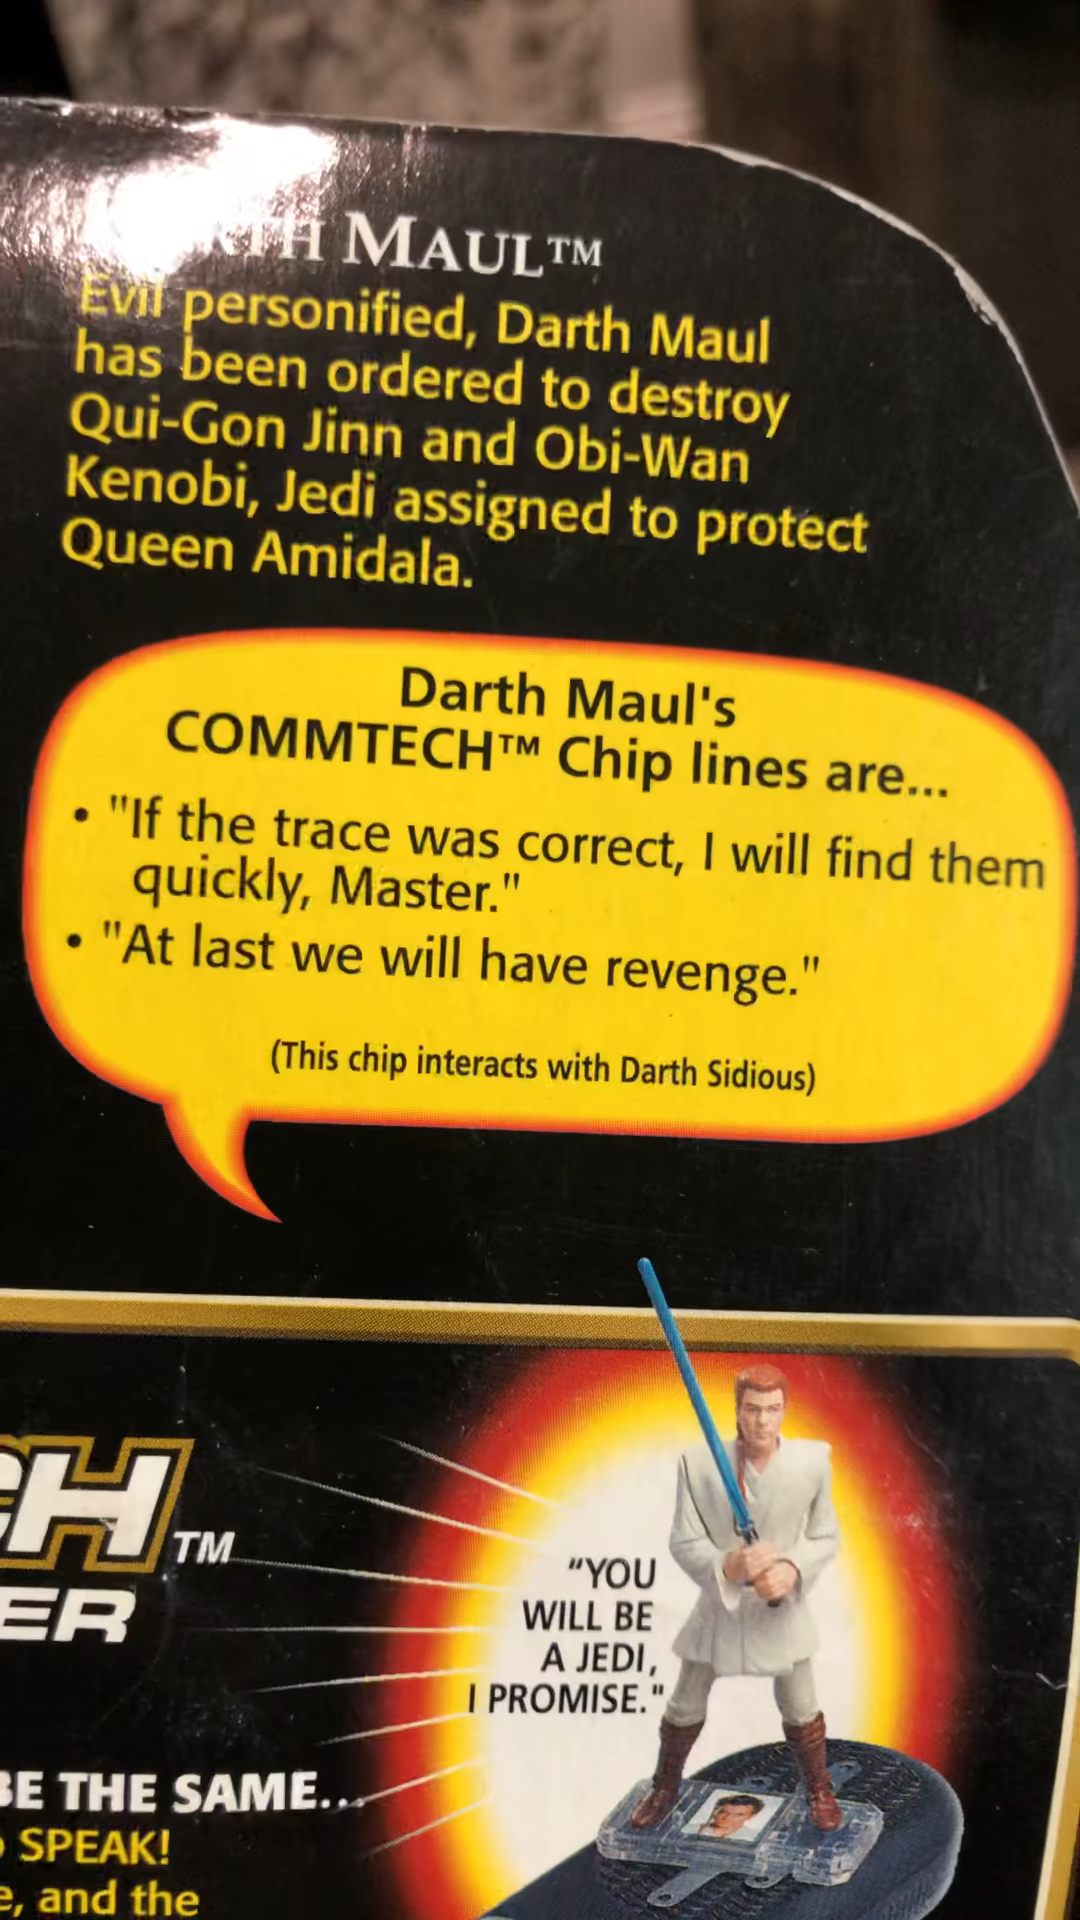 MAUL™
Evil personified, Darth Maul
has been ordered to destroy
Qui-Gon Jinn and Obi-Wan
Kenobi, Jedi assigned to protect
Queen Amidala.
Darth Maul's
COMMTECH™ Chip lines are...
• "If the trace was correct, I will find them
quickly, Master."
• "At last we will have revenge."
(This chip interacts with Darth Sidious)
TM
"YOU
WILL BE
A JEDI,
I PROMISE."
BE THE SAME...
SPEAK!
and the